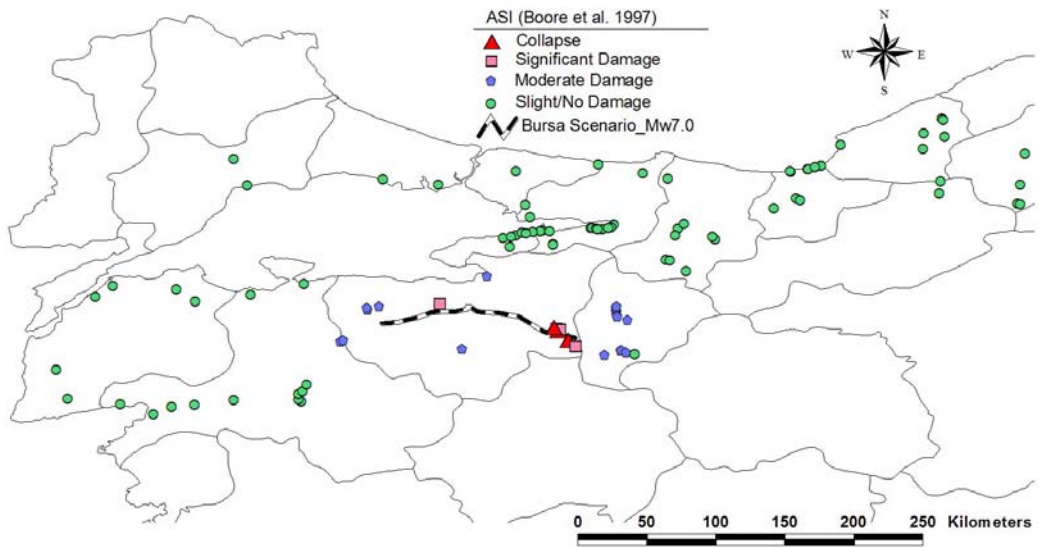 ASI (Boore et al. 1997)
Collapse
Significant Damage
Moderate Damage
Slight/No Damage
Bursa Scenario_Mw7.0
N
W E
S
0 50 100 150 200 250 Kilometers